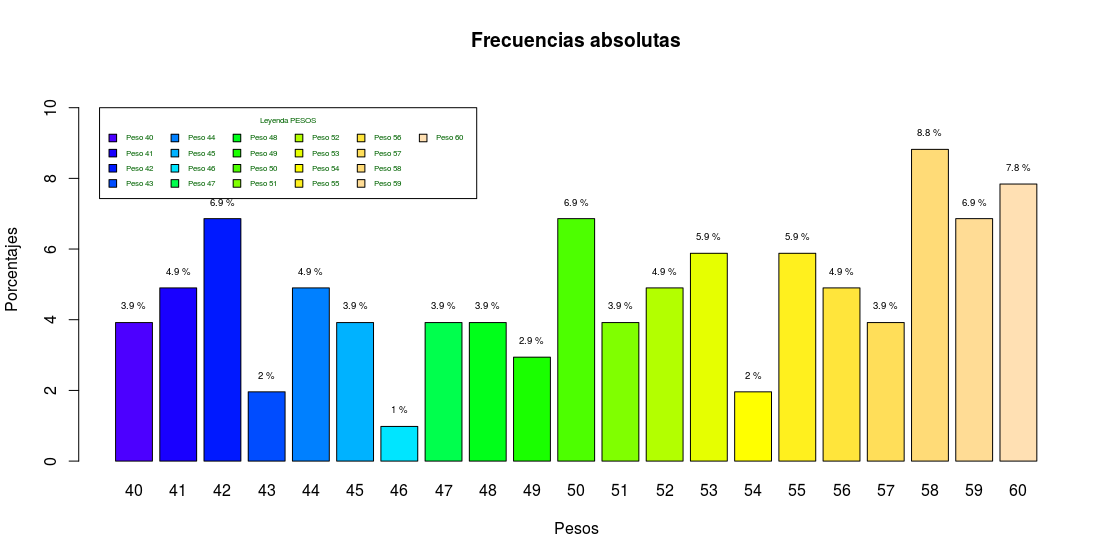 Frecuencias absolutas
Leyenda PESOS
Peso 40 Peso 44 Peso 48 Peso 52 Peso 56 Peso 60
Peso 41 Peso 45 Peso 49 Peso 53 Peso 57
Peso 42 Peso 46 Peso 50 Peso 54 Peso 58
Peso 43 Peso 47 Peso 51 Peso 55 Peso 59
Porcentajes
10
8
6
4
2
0
3.9 % 4.9 % 6.9 % 2 % 4.9 % 3.9 % 1 % 3.9 % 3.9 % 2.9 % 6.9 % 3.9 % 4.9 % 5.9 % 2 % 5.9 % 4.9 % 3.9 % 8.8 % 6.9 % 7.8 %
40 41 42 43 44 45 46 47 48 49 50 51 52 53 54 55 56 57 58 59 60
Pesos